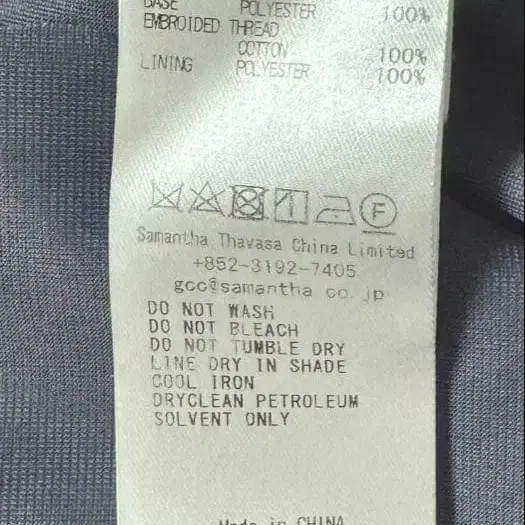 BASE POLYESTER 100%
EMBROIDED THREAD
COTTON 100%
LINING POLYESTER 100%
F
Samantha Thavasa China Limited
+852-3192-7405
gcc@samantha co. jp
DO NOT WASH
DO NOT BLEACH
DO NOT TUMBLE DRY
LINE DRY IN SHADE
COOL IRON
DRYCLEAN PETROLEUM
SOLVENT ONLY
Made in CHINA